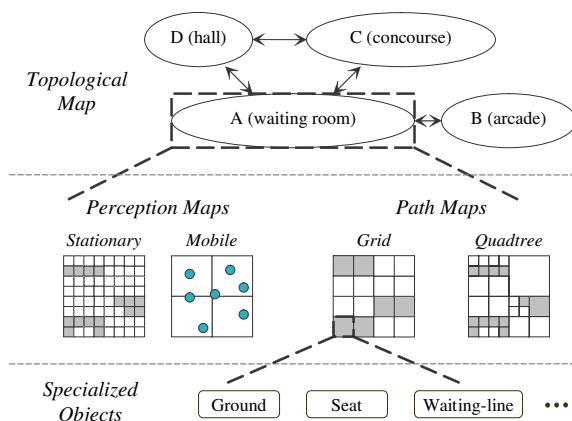 D (hall)
C (concourse)
Topological
Map
A (waiting room)
B (arcade)
Perception Maps
Path Maps
Stationary
Mobile
Grid
Quadtree
Specialized
Objects
Ground
Seat
Waiting-line
•••